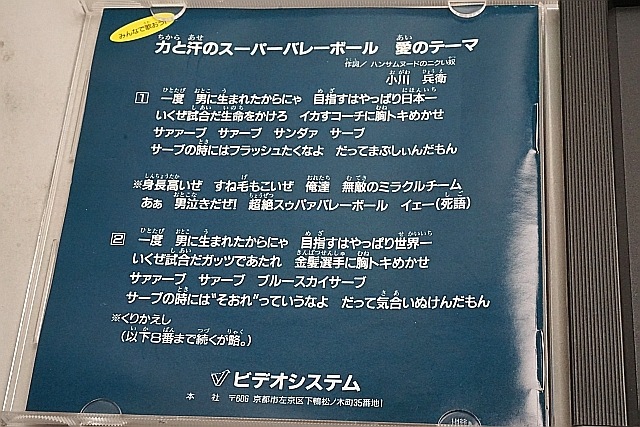 みんなで歌おう!
力と汗のスーパーバレーボール 愛のテーマ
作詞/ハンサムヌードのニクい奴
小川 兵衛
1 一度 男に生まれたからにゃ 目指すはやっぱり日本一
いくぜ試合だ生命をかけろ イカすコーチに胸トキめかせ
サァァーブ サァーブ サンダァ サーブ
サーブの時にはフラッシュたくなよ だってまぶしぃんだもん
※身長高いぜ すね毛もこいぜ 俺達 無敵のミラクルチーム
あぁ 男泣きだぜ! 超絶スゥパァバレーボール イェー(死語)
2 一度 男に生まれたからにゃ 目指すはやっぱり世界一
いくぜ試合だガッツであたれ 金髪選手に胸トキめかせ
サァァーブ サァーブ ブルースカイサーブ
サーブの時には“そおれ”っていうなよ だって気合いぬけんだもん
※くりかえし
(以下8番まで続くが略。)
ビデオシステム
本 社 〒606 京都市左京区下鴨松ノ木町35番地1